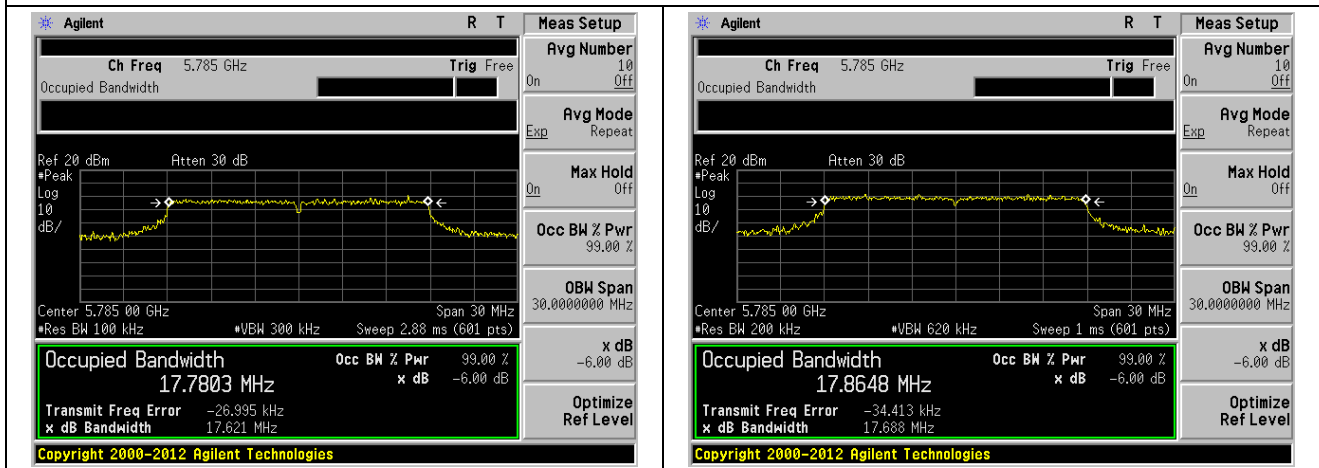 Agilent R T
Ch Freq 5.785 GHz Trig Free
Occupied Bandwidth
Ref 20 dBm Atten 30 dB
#Peak
Log
10
dB/
Center 5.785 00 GHz Span 30 MHz
#Res BW 100 kHz #VBW 300 kHz Sweep 2.88 ms (601 pts)
Occupied Bandwidth Occ BW % Pwr 99.00 %
17.7803 MHz x dB -6.00 dB
Transmit Freq Error -26.995 kHz
x dB Bandwidth 17.621 MHz
Copyright 2000-2012 Agilent Technologies
Meas Setup
Avg Number
10
On Off
Avg Mode
Exp Repeat
Max Hold
On Off
Occ BW % Pwr
99.00 %
OBW Span
30.0000000 MHz
x dB
-6.00 dB
Optimize
Ref Level
Agilent R T
Ch Freq 5.785 GHz Trig Free
Occupied Bandwidth
Ref 20 dBm Atten 30 dB
#Peak
Log
10
dB/
Center 5.785 00 GHz Span 30 MHz
#Res BW 200 kHz #VBW 620 kHz Sweep 1 ms (601 pts)
Occupied Bandwidth Occ BW % Pwr 99.00 %
17.8648 MHz x dB -6.00 dB
Transmit Freq Error -34.413 kHz
x dB Bandwidth 17.688 MHz
Copyright 2000-2012 Agilent Technologies
Meas Setup
Avg Number
10
On Off
Avg Mode
Exp Repeat
Max Hold
On Off
Occ BW % Pwr
99.00 %
OBW Span
30.0000000 MHz
x dB
-6.00 dB
Optimize
Ref Level